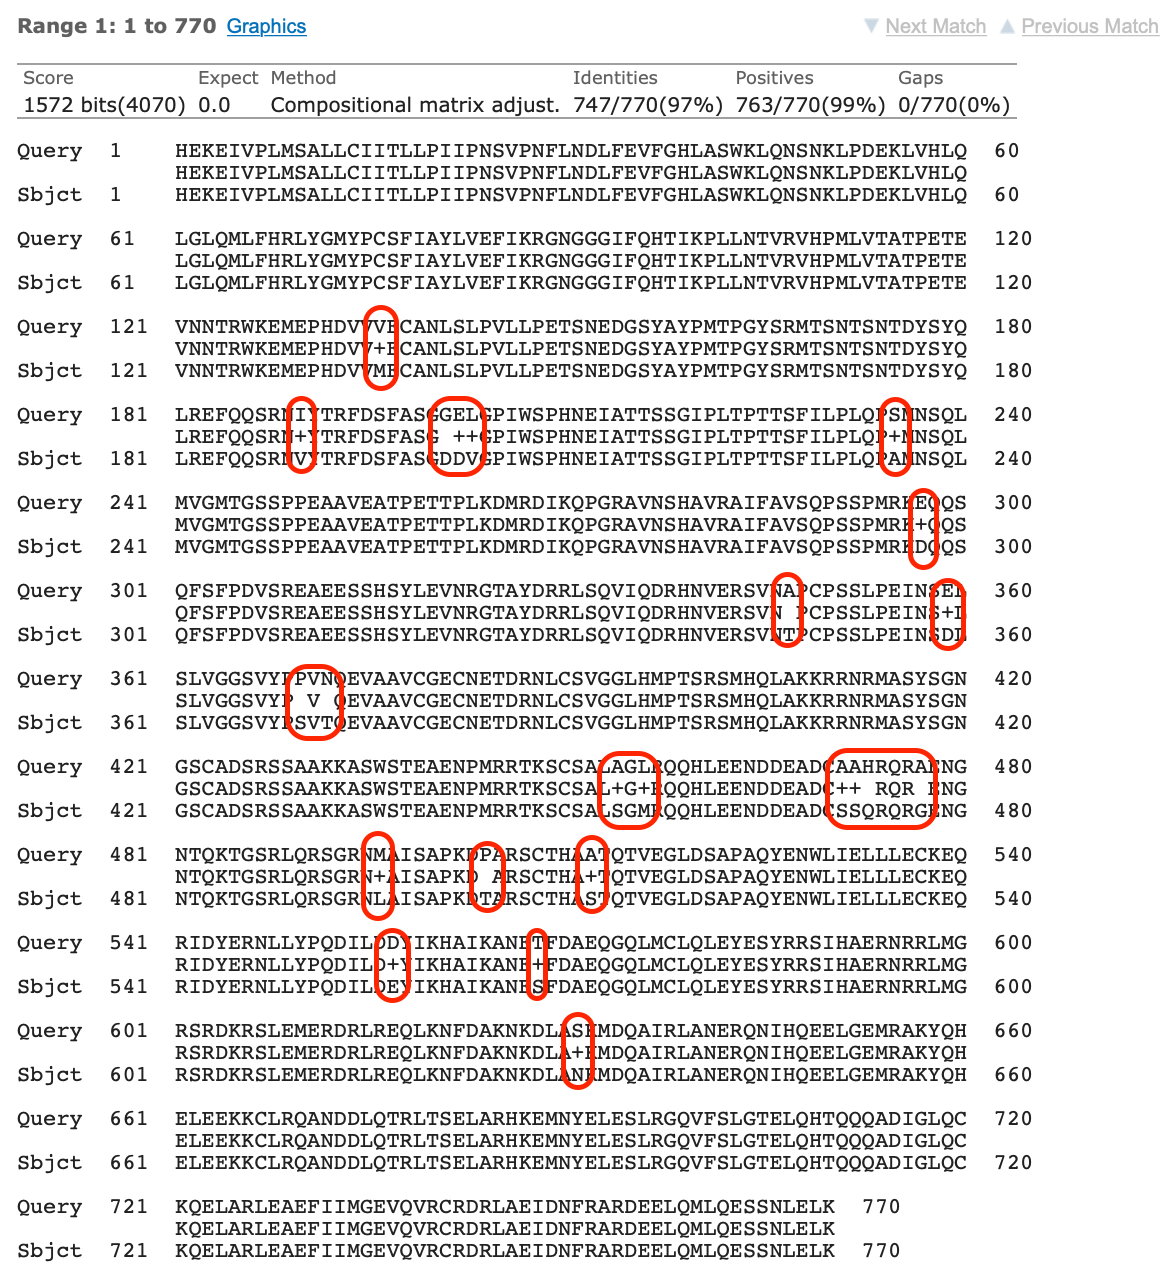 Range 1: 1 to 770 Graphics ▼ Next Match ▲ Previous Match
Score Expect Method Identities Positives Gaps
1572 bits(4070) 0.0 Compositional matrix adjust. 747/770(97%) 763/770(99%) 0/770(0%)
Query 1 HEKEIVPLMSALLCIITLLPIIPNSVPNFLNDLFEVFGHLASWKLQNSNKLPDEKLVHLQ 60
HEKEIVPLMSALLCIITLLPIIPNSVPNFLNDLFEVFGHLASWKLQNSNKLPDEKLVHLQ
Sbjct 1 HEKEIVPLMSALLCIITLLPIIPNSVPNFLNDLFEVFGHLASWKLQNSNKLPDEKLVHLQ 60
Query 61 LGLQMLFHRLYGMYPCSFIAYLVEFIKRGNGGGIFQHTIKPLLNTVRVHPMLVTATPETE 120
LGLQMLFHRLYGMYPCSFIAYLVEFIKRGNGGGIFQHTIKPLLNTVRVHPMLVTATPETE
Sbjct 61 LGLQMLFHRLYGMYPCSFIAYLVEFIKRGNGGGIFQHTIKPLLNTVRVHPMLVTATPETE 120
Query 121 VNNTRWKEMEPHDVVVECANLSLPVLLPETSNEDGSYAYPMTPGYSRMTSNTSNTDYSYQ 180
VNNTRWKEMEPHDVV+ECANLSLPVLLPETSNEDGSYAYPMTPGYSRMTSNTSNTDYSYQ
Sbjct 121 VNNTRWKEMEPHDVVMECANLSLPVLLPETSNEDGSYAYPMTPGYSRMTSNTSNTDYSYQ 180
Query 181 LREFQQSRNIYTRFDSFASGGELGPIWSPHNEIATTSSGIPLTPTTSFILPLQPSMNSQL 240
LREFQQSRN+YTRFDSFASG ++GPIWSPHNEIATTSSGIPLTPTTSFILPLQP+MNSQL
Sbjct 181 LREFQQSRNVYTRFDSFASGDDVGPIWSPHNEIATTSSGIPLTPTTSFILPLQPAMNSQL 240
Query 241 MVGMTGSSPPEAAVEATPETTPLKDMRDIKQPGRAVNSHAVRAIFAVSQPSSPMRKEQQS 300
MVGMTGSSPPEAAVEATPETTPLKDMRDIKQPGRAVNSHAVRAIFAVSQPSSPMRK+QQS
Sbjct 241 MVGMTGSSPPEAAVEATPETTPLKDMRDIKQPGRAVNSHAVRAIFAVSQPSSPMRKDQQS 300
Query 301 QFSFPDVSREAEESSHSYLEVNRGTAYDRRLSQVIQDRHNVERSVNAPCPSSLPEINSEL 360
QFSFPDVSREAEESSHSYLEVNRGTAYDRRLSQVIQDRHNVERSVN PCPSSLPEINS+L
Sbjct 301 QFSFPDVSREAEESSHSYLEVNRGTAYDRRLSQVIQDRHNVERSVNTPCPSSLPEINSDL 360
Query 361 SLVGGSVYPPVNQEVAAVCGECNETDRNLCSVGGLHMPTSRSMHQLAKKRRNRMASYSGN 420
SLVGGSVYP V QEVAAVCGECNETDRNLCSVGGLHMPTSRSMHQLAKKRRNRMASYSGN
Sbjct 361 SLVGGSVYPSVTQEVAAVCGECNETDRNLCSVGGLHMPTSRSMHQLAKKRRNRMASYSGN 420
Query 421 GSCADSRSSAAKKASWSTEAENPMRRTKSCSALAGLRQQHLEENDDEADCAAHRQRAENG 480
GSCADSRSSAAKKASWSTEAENPMRRTKSCSAL+G+RQQHLEENDDEADC++ RQR ENG
Sbjct 421 GSCADSRSSAAKKASWSTEAENPMRRTKSCSALSGMRQQHLEENDDEADCSSQRQRGENG 480
Query 481 NTQKTGSRLQRSGRNMAISAPKDPARSCTHAATQTVEGLDSAPAQYENWLIELLLECKEQ 540
NTQKTGSRLQRSGRN+AISAPKD ARSCTHA+TQTVEGLDSAPAQYENWLIELLLECKEQ
Sbjct 481 NTQKTGSRLQRSGRNLAISAPKDTARSCTHASTQTVEGLDSAPAQYENWLIELLLECKEQ 540
Query 541 RIDYERNLLYPQDILDDYIKHAIKANETFDAEQGQLMCLQLEYESYRRSIHAERNRRLMG 600
RIDYERNLLYPQDILD+YIKHAIKANE+FDAEQGQLMCLQLEYESYRRSIHAERNRRLMG
Sbjct 541 RIDYERNLLYPQDILDEYIKHAIKANESFDAEQGQLMCLQLEYESYRRSIHAERNRRLMG 600
Query 601 RSRDKRSLEMERDRLREQLKNFDAKNKDLASKMDQAIRLANERQNIHQEELGEMRAKYQH 660
RSRDKRSLEMERDRLREQLKNFDAKNKDLA+KMDQAIRLANERQNIHQEELGEMRAKYQH
Sbjct 601 RSRDKRSLEMERDRLREQLKNFDAKNKDLANKMDQAIRLANERQNIHQEELGEMRAKYQH 660
Query 661 ELEEKKCLRQANDDLQTRLTSELARHKEMNYELESLRGQVFSLGTELQHTQQQADIGLQC 720
ELEEKKCLRQANDDLQTRLTSELARHKEMNYELESLRGQVFSLGTELQHTQQQADIGLQC
Sbjct 661 ELEEKKCLRQANDDLQTRLTSELARHKEMNYELESLRGQVFSLGTELQHTQQQADIGLQC 720
Query 721 KQELARLEAEFIIMGEVQVRCRDRLAEIDNFRARDEELQMLQESSNLELK 770
KQELARLEAEFIIMGEVQVRCRDRLAEIDNFRARDEELQMLQESSNLELK
Sbjct 721 KQELARLEAEFIIMGEVQVRCRDRLAEIDNFRARDEELQMLQESSNLELK 770